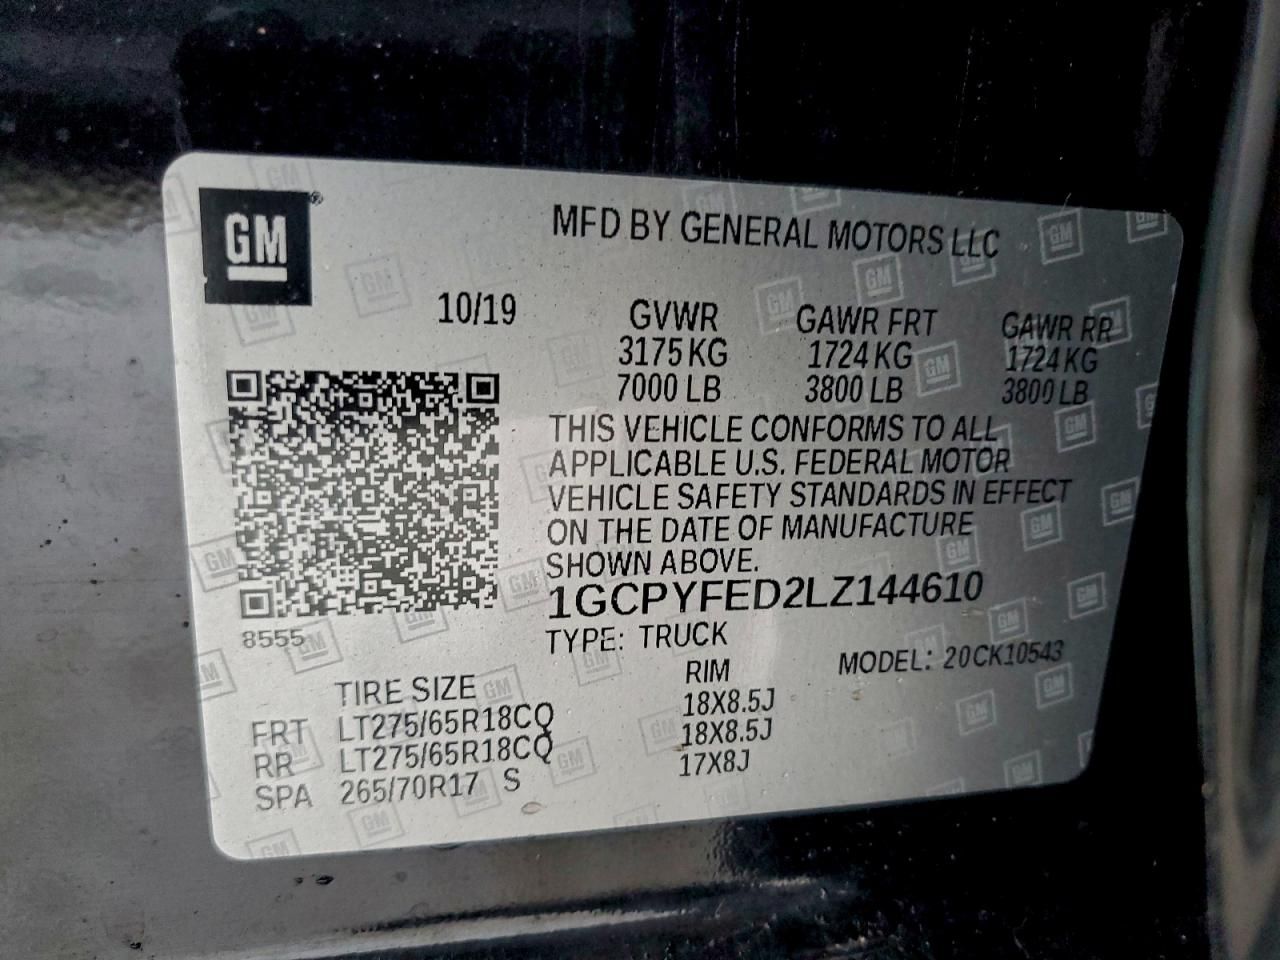 GM®
MFD BY GENERAL MOTORS LLC
10/19 GVWR GAWR FRT GAWR RR
3175 KG 1724 KG 1724 KG
7000 LB 3800 LB 3800 LB
THIS VEHICLE CONFORMS TO ALL
APPLICABLE U.S. FEDERAL MOTOR
VEHICLE SAFETY STANDARDS IN EFFECT
ON THE DATE OF MANUFACTURE
SHOWN ABOVE.
1GCPYFED2LZ144610
8555 TYPE: TRUCK MODEL: 20CK10543
TIRE SIZE RIM
FRT LT275/65R18CQ 18X8.5J
RR LT275/65R18CQ 18X8.5J
SPA 265/70R17 S 17X8J